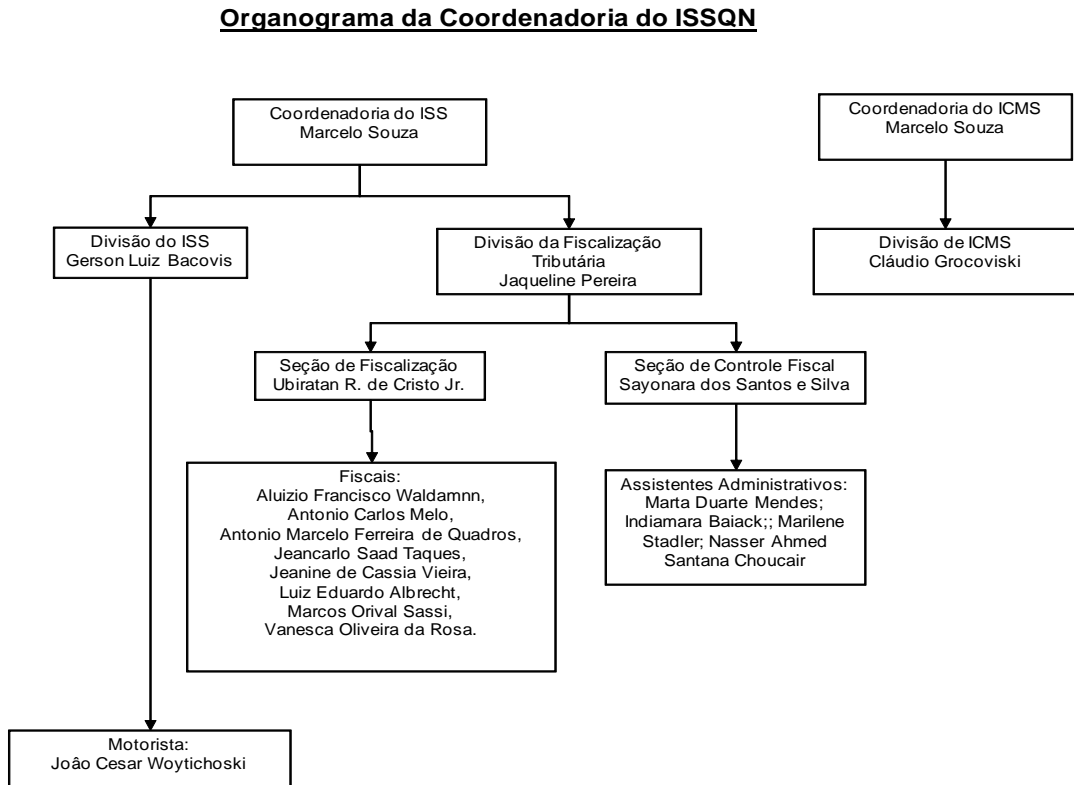 Organograma da Coordenadoria do ISSQN
Coordenadoria do ISS
Marcelo Souza
Coordenadoria do ICMS
Marcelo Souza
Divisão do ISS
Gerson Luiz Bacovis
Divisão da Fiscalização
Tributária
Jaqueline Pereira
Divisão de ICMS
Cláudio Grocoviski
Seção de Fiscalização
Ubiratan R. de Cristo Jr.
Seção de Controle Fiscal
Sayonara dos Santos e Silva
Fiscais:
Aluizio Francisco Waldamnn,
Antonio Carlos Melo,
Antonio Marcelo Ferreira de Quadros,
Jeancarlo Saad Taques,
Jeanine de Cassia Vieira,
Luiz Eduardo Albrecht,
Marcos Orival Sassi,
Vanesca Oliveira da Rosa.
Assistentes Administrativos:
Marta Duarte Mendes;
Indiamara Baiack;; Marilene
Stadler; Nasser Ahmed
Santana Choucair
Motorista:
Joâo Cesar Woytichoski